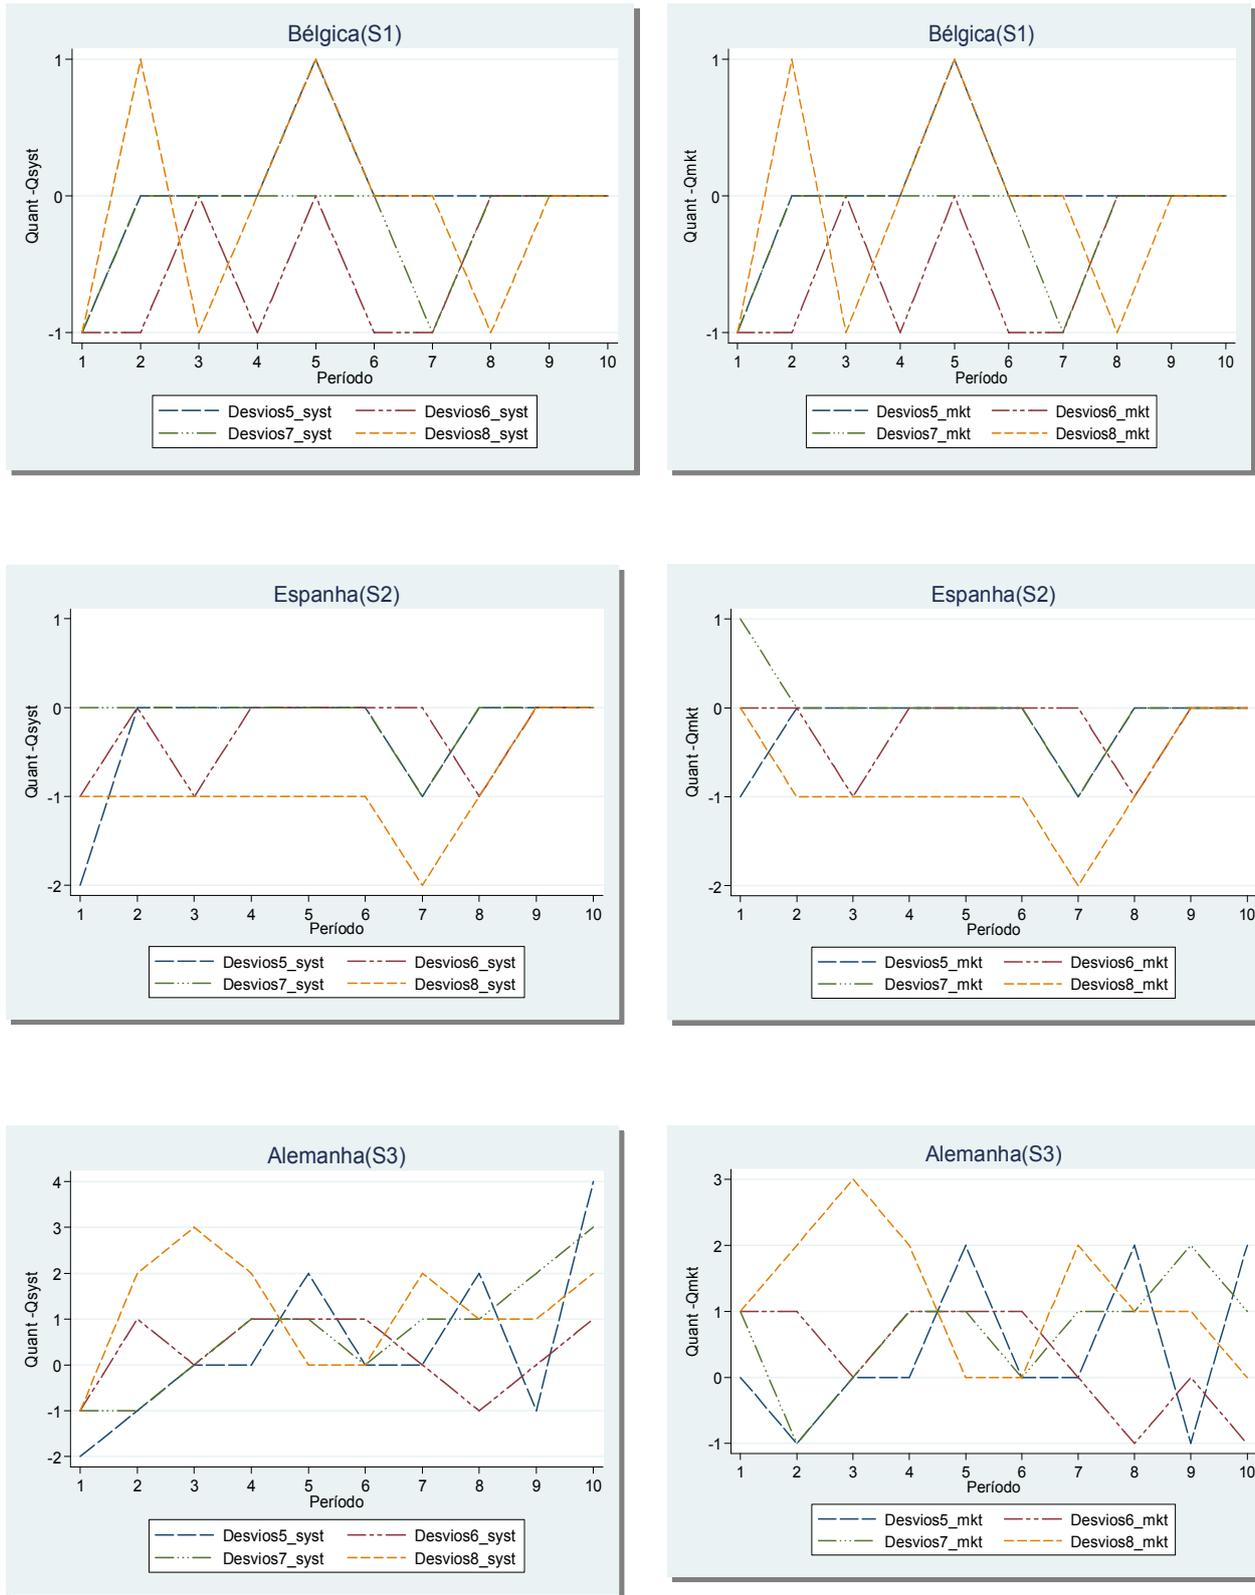 Bélgica(S1)
1
0
-1
Quant -Qsyst
1 2 3 4 5 6 7 8 9 10
Período
Desvios5_syst Desvios6_syst
Desvios7_syst Desvios8_syst
Bélgica(S1)
1
0
-1
Quant -Qmkt
1 2 3 4 5 6 7 8 9 10
Período
Desvios5_mkt Desvios6_mkt
Desvios7_mkt Desvios8_mkt
Espanha(S2)
1
0
-1
-2
Quant -Qsyst
1 2 3 4 5 6 7 8 9 10
Período
Desvios5_syst Desvios6_syst
Desvios7_syst Desvios8_syst
Espanha(S2)
1
0
-1
-2
Quant -Qmkt
1 2 3 4 5 6 7 8 9 10
Período
Desvios5_mkt Desvios6_mkt
Desvios7_mkt Desvios8_mkt
Alemanha(S3)
4
3
2
1
0
-1
-2
Quant -Qsyst
1 2 3 4 5 6 7 8 9 10
Período
Desvios5_syst Desvios6_syst
Desvios7_syst Desvios8_syst
Alemanha(S3)
3
2
1
0
-1
Quant -Qmkt
1 2 3 4 5 6 7 8 9 10
Período
Desvios5_mkt Desvios6_mkt
Desvios7_mkt Desvios8_mkt